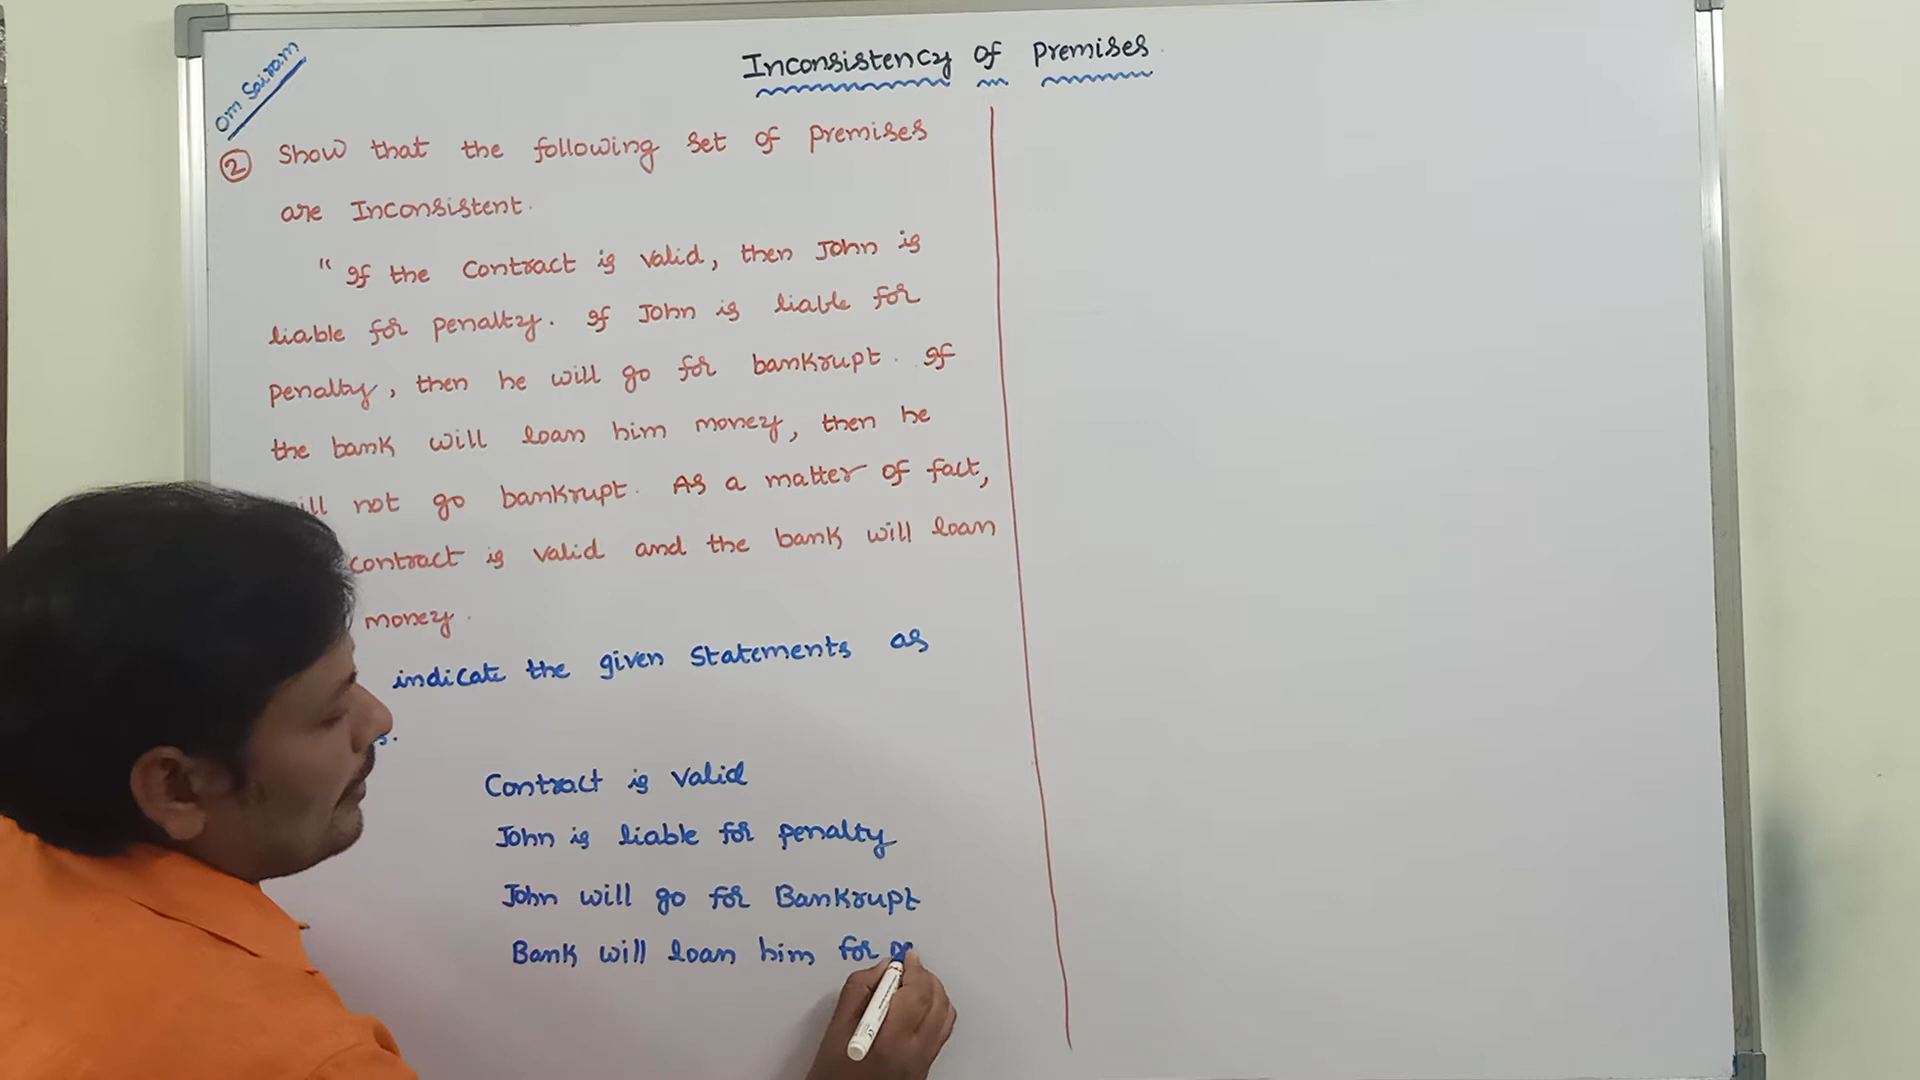 Om Sairam
Inconsistency of Premises
② Show that the following set of premises
are Inconsistent.
" If the Contract is valid, then John is
liable for penalty. If John is liable for
penalty, then he will go for bankrupt. If
the bank will loan him money, then he
ill not go bankrupt. As a matter of fact,
contract is valid and the bank will loan
money.
indicate the given Statements as
s.
Contract is valid
John is liable for penalty
John will go for Bankrupt
Bank will loan him for